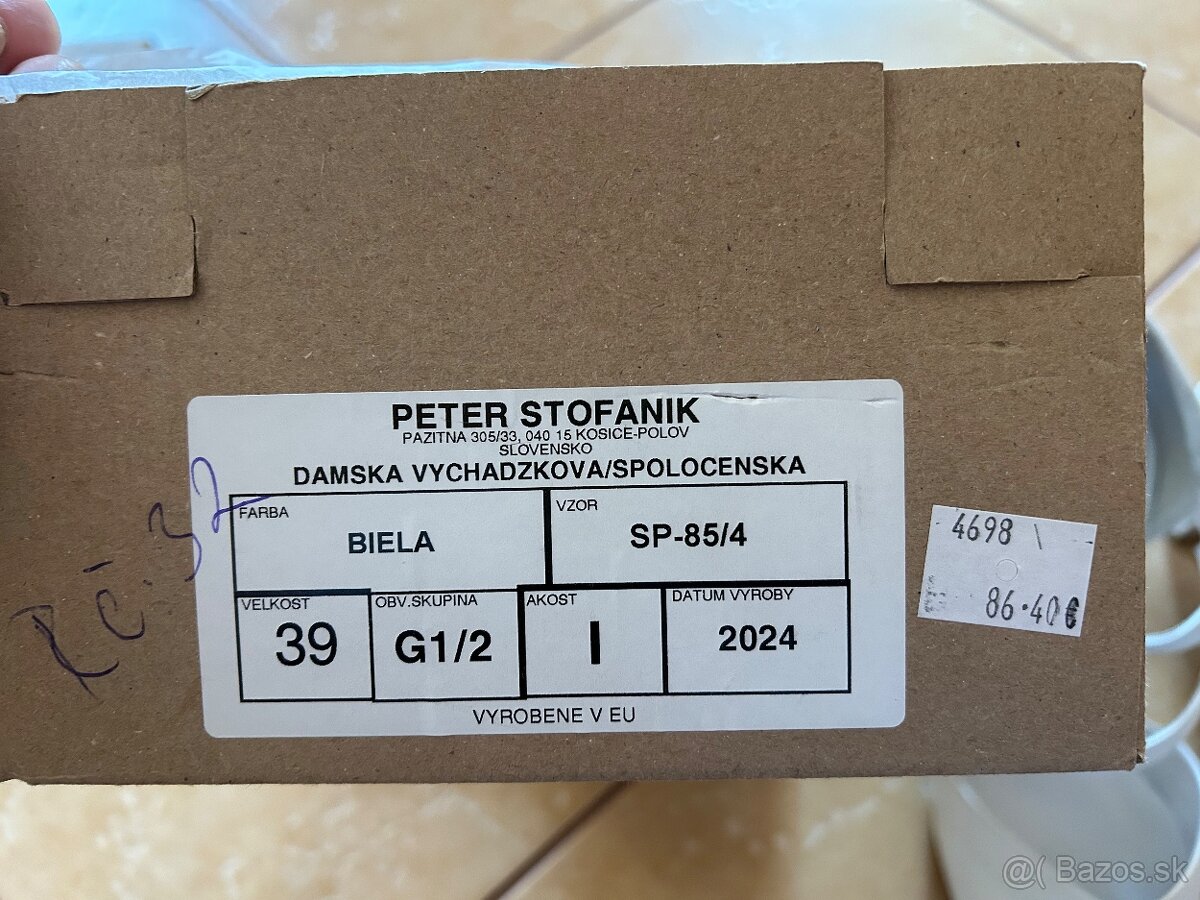 PETER STOFANIK
PAZITNA 305/33, 040 15 KOSICE-POLOV
SLOVENSKO
DAMSKA VYCHADZKOVA/SPOLOCENSKA
FARBA
BIELA
VZOR
SP-85/4
VELKOST
39
OBV.SKUPINA
G1/2
AKOST
I
DATUM VYROBY
2024
VYROBENE V EU
4698 \
86.40€
@( Bazos.sk